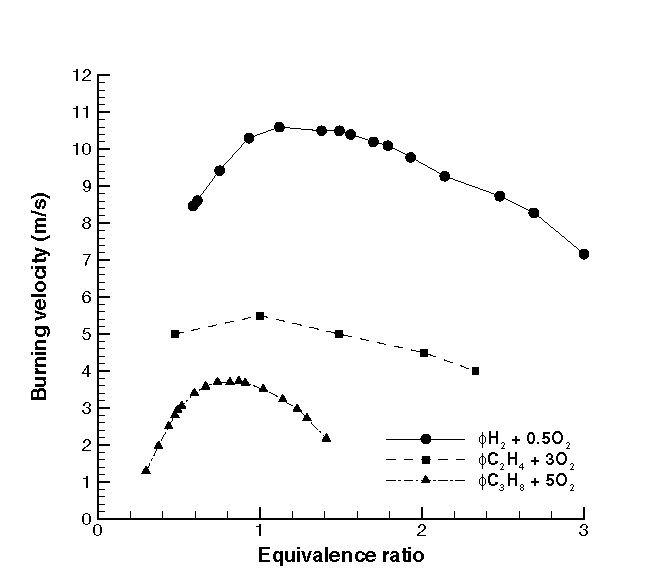 12
11
10
9
8
7
6
5
4
3
2
1
0
Burning velocity (m/s)
ϕH₂ + 0.5O₂
ϕC₂H₄ + 3O₂
ϕC₃H₈ + 5O₂
0 1 2 3
Equivalence ratio